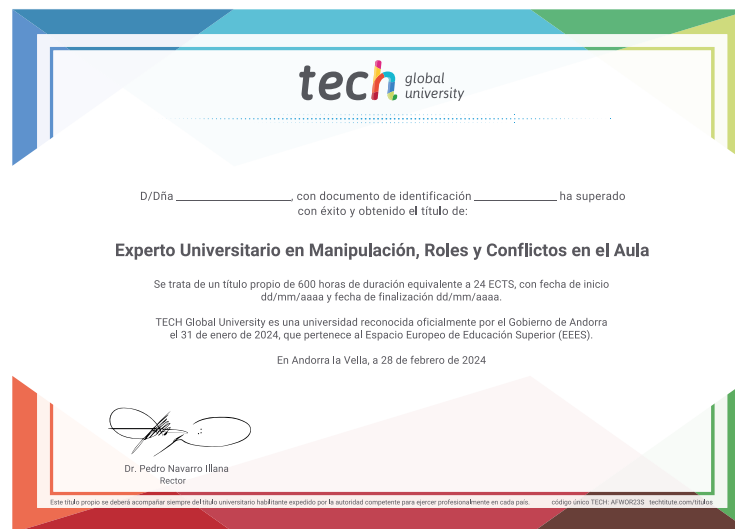 tech global university
D/Dña ____________, con documento de identificación ____________ ha superado
con éxito y obtenido el título de:
Experto Universitario en Manipulación, Roles y Conflictos en el Aula
Se trata de un título propio de 600 horas de duración equivalente a 24 ECTS, con fecha de inicio
dd/mm/aaaa y fecha de finalización dd/mm/aaaa.
TECH Global University es una universidad reconocida oficialmente por el Gobierno de Andorra
el 31 de enero de 2024, que pertenece al Espacio Europeo de Educación Superior (EEES).
En Andorra la Vella, a 28 de febrero de 2024
Dr. Pedro Navarro Illana
Rector
Este título propio se deberá acompañar siempre del título universitario habilitante expedido por la autoridad competente para ejercer profesionalmente en cada país. código único TECH: AFWOR23S techtitute.com/titulos